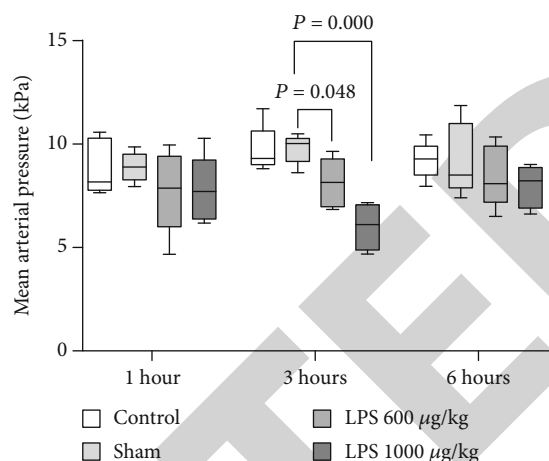 P = 0.000
P = 0.048
Mean arterial pressure (kPa)
15
10
5
0
1 hour
3 hours
6 hours
Control
Sham
LPS 600 μg/kg
LPS 1000 μg/kg